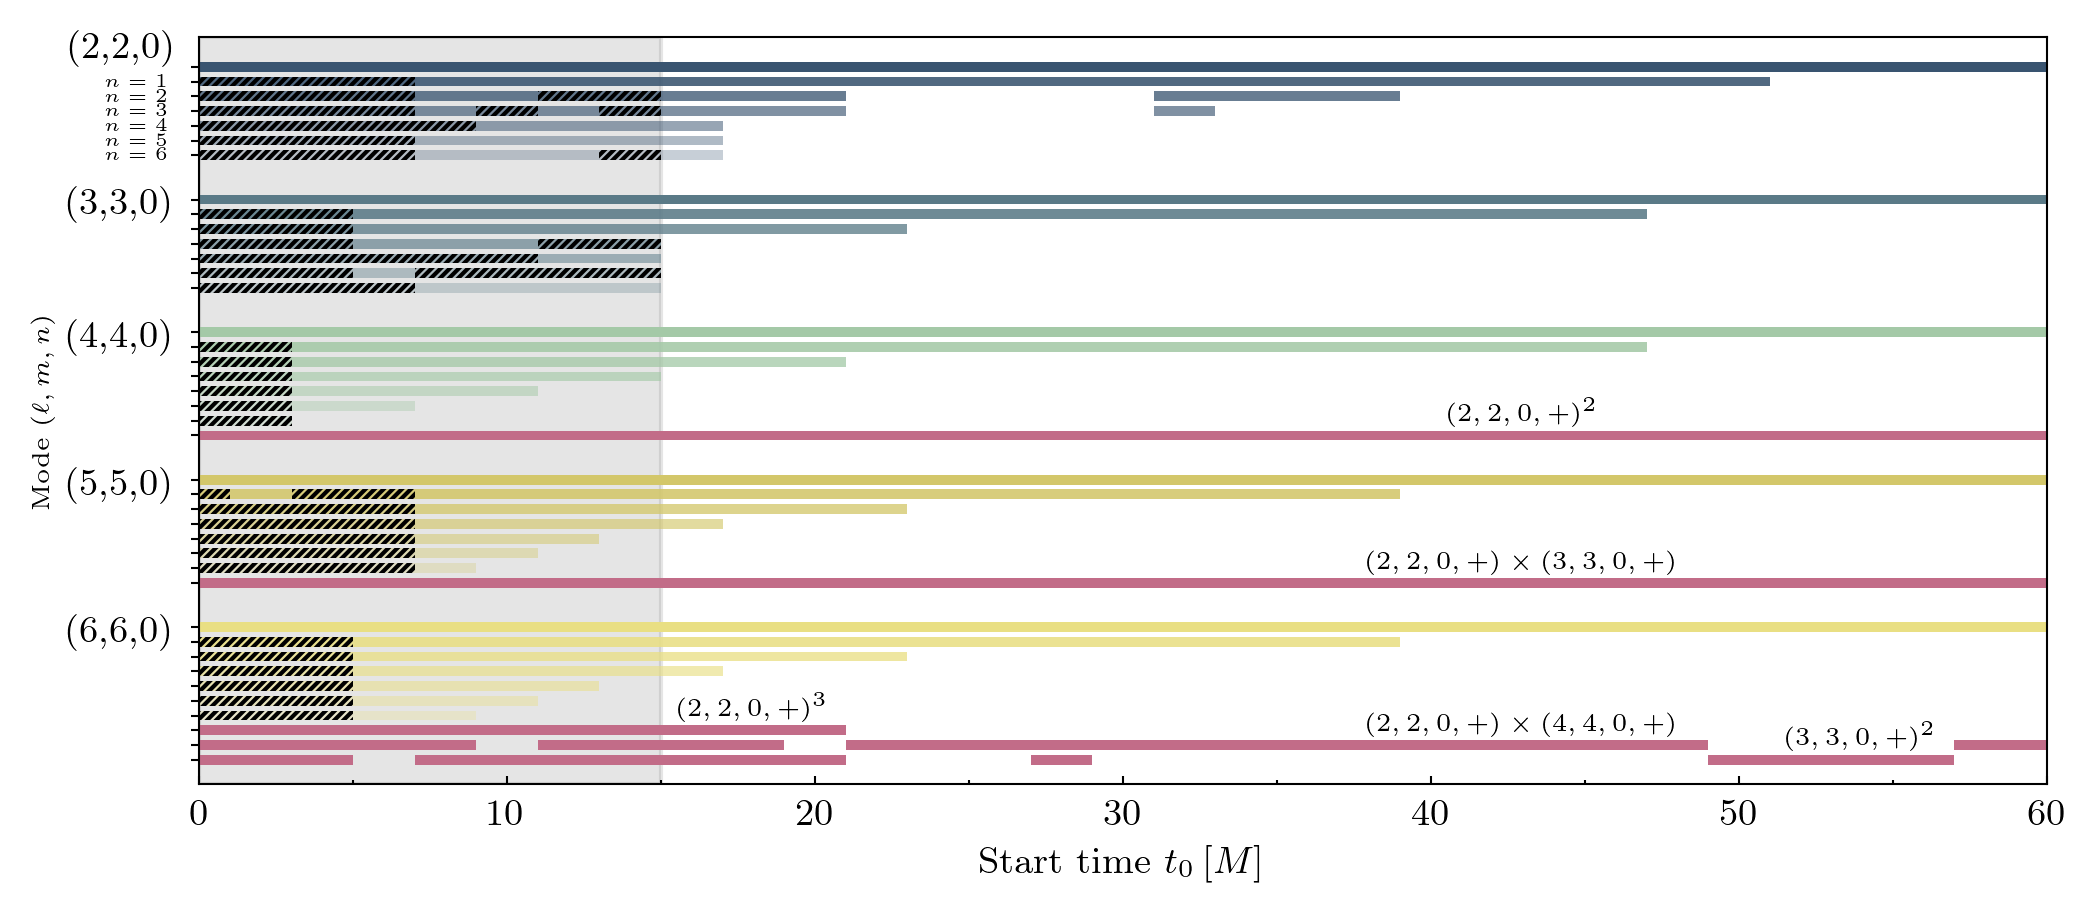 (2,2,0)
n = 1
n = 2
n = 3
n = 4
n = 5
n = 6
(3,3,0)
(4,4,0)
(2, 2, 0, +)²
Mode (ℓ, m, n)
(5,5,0)
(2, 2, 0, +) × (3, 3, 0, +)
(6,6,0)
(2, 2, 0, +)³
(2, 2, 0, +) × (4, 4, 0, +)
(3, 3, 0, +)²
0 10 20 30 40 50 60
Start time t₀ [M]